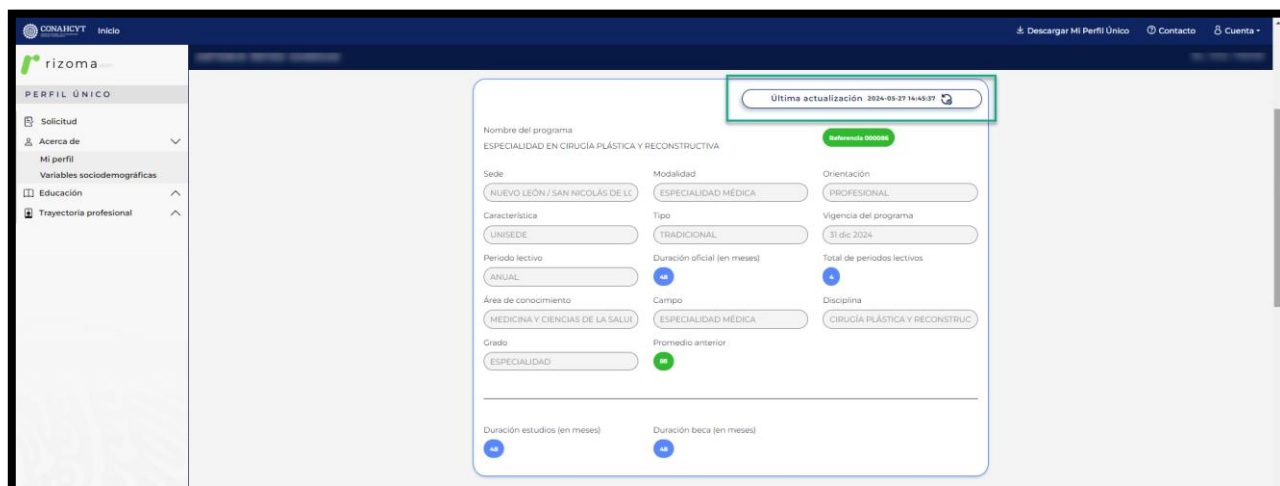 CONAHCYT Inicio
Descargar Mi Perfil Único Contacto Cuenta
rizoma
PERFIL ÚNICO
Solicitud
Acerca de
Mi perfil
Variables sociodemográficas
Educación
Trayectoria profesional
Última actualización 2024-05-27 14:45:37
Nombre del programa
Referencia 000086
ESPECIALIDAD EN CIRUGÍA PLÁSTICA Y RECONSTRUCTIVA
Sede Modalidad Orientación
NUEVO LEÓN / SAN NICOLÁS DE LO ESPECIALIDAD MÉDICA PROFESIONAL
Característica Tipo Vigencia del programa
UNISEDE TRADICIONAL 31 dic 2024
Periodo lectivo Duración oficial (en meses) Total de periodos lectivos
ANUAL 48 4
Área de conocimiento Campo Disciplina
MEDICINA Y CIENCIAS DE LA SALUD ESPECIALIDAD MÉDICA CIRUGÍA PLÁSTICA Y RECONSTRUC
Grado Promedio anterior
ESPECIALIDAD 88
Duración estudios (en meses) Duración beca (en meses)
48 48